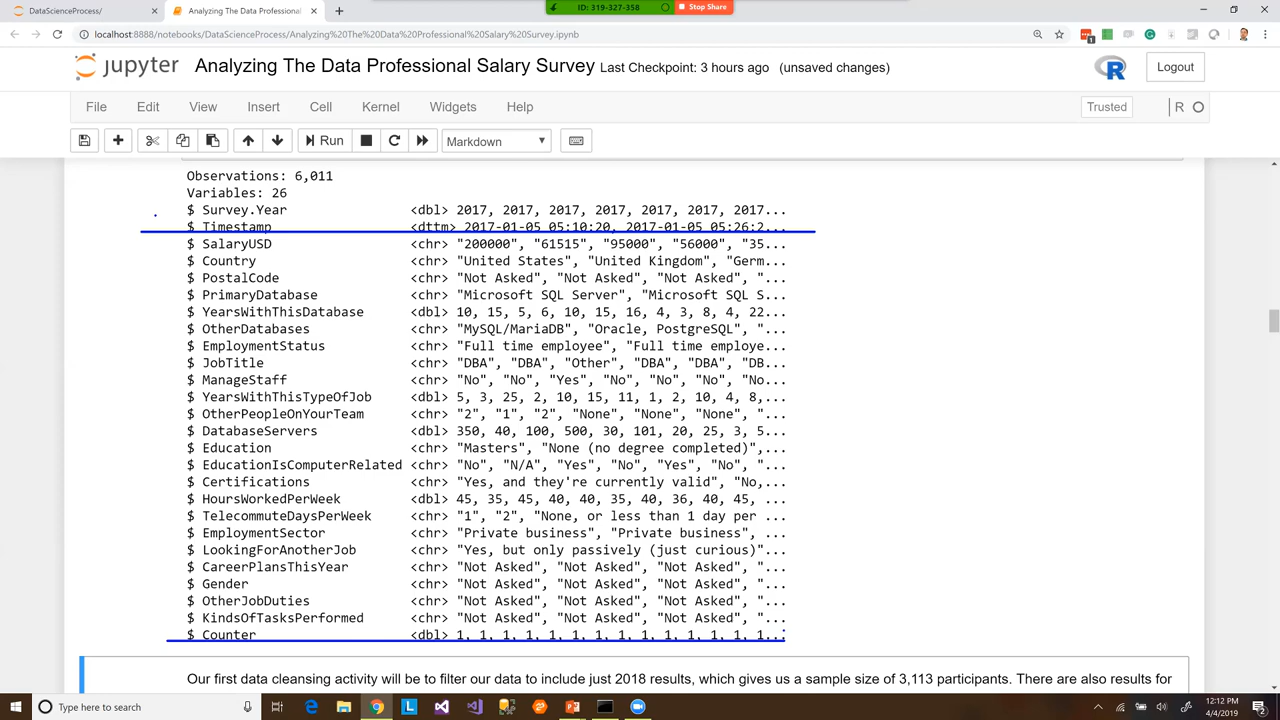 DataScienceProcess/
Analyzing The Data Professional
ID: 319-327-358
Stop Share
localhost:8888/notebooks/DataScienceProcess/Analyzing%20The%20Data%20Professional%20Salary%20Survey.ipynb
jupyter Analyzing The Data Professional Salary Survey Last Checkpoint: 3 hours ago (unsaved changes)
R
Logout
File Edit View Insert Cell Kernel Widgets Help
Trusted
R
Run
Markdown
Observations: 6,011
Variables: 26
$ Survey.Year <dbl> 2017, 2017, 2017, 2017, 2017, 2017, 2017...
$ Timestamp <dttm> 2017-01-05 05:10:20, 2017-01-05 05:26:2...
$ SalaryUSD <chr> "200000", "61515", "95000", "56000", "35...
$ Country <chr> "United States", "United Kingdom", "Germ...
$ PostalCode <chr> "Not Asked", "Not Asked", "Not Asked", "...
$ PrimaryDatabase <chr> "Microsoft SQL Server", "Microsoft SQL S...
$ YearsWithThisDatabase <dbl> 10, 15, 5, 6, 10, 15, 16, 4, 3, 8, 4, 22...
$ OtherDatabases <chr> "MySQL/MariaDB", "Oracle, PostgreSQL", "...
$ EmploymentStatus <chr> "Full time employee", "Full time employe...
$ JobTitle <chr> "DBA", "DBA", "Other", "DBA", "DBA", "DB...
$ ManageStaff <chr> "No", "No", "Yes", "No", "No", "No", "No...
$ YearsWithThisTypeOfJob <dbl> 5, 3, 25, 2, 10, 15, 11, 1, 2, 10, 4, 8,...
$ OtherPeopleOnYourTeam <chr> "2", "1", "2", "None", "None", "None", "...
$ DatabaseServers <dbl> 350, 40, 100, 500, 30, 101, 20, 25, 3, 5...
$ Education <chr> "Masters", "None (no degree completed)",...
$ EducationIsComputerRelated <chr> "No", "N/A", "Yes", "No", "Yes", "No", "...
$ Certifications <chr> "Yes, and they're currently valid", "No,...
$ HoursWorkedPerWeek <dbl> 45, 35, 45, 40, 40, 35, 40, 36, 40, 45, ...
$ TelecommuteDaysPerWeek <chr> "1", "2", "None, or less than 1 day per ...
$ EmploymentSector <chr> "Private business", "Private business", ...
$ LookingForAnotherJob <chr> "Yes, but only passively (just curious)"...
$ CareerPlansThisYear <chr> "Not Asked", "Not Asked", "Not Asked", "...
$ Gender <chr> "Not Asked", "Not Asked", "Not Asked", "...
$ OtherJobDuties <chr> "Not Asked", "Not Asked", "Not Asked", "...
$ KindsOfTasksPerformed <chr> "Not Asked", "Not Asked", "Not Asked", "...
$ Counter <dbl> 1, 1, 1, 1, 1, 1, 1, 1, 1, 1, 1, 1, 1...
Our first data cleansing activity will be to filter our data to include just 2018 results, which gives us a sample size of 3,113 participants. There are also results for
Type here to search
12:12 PM
4/4/2019